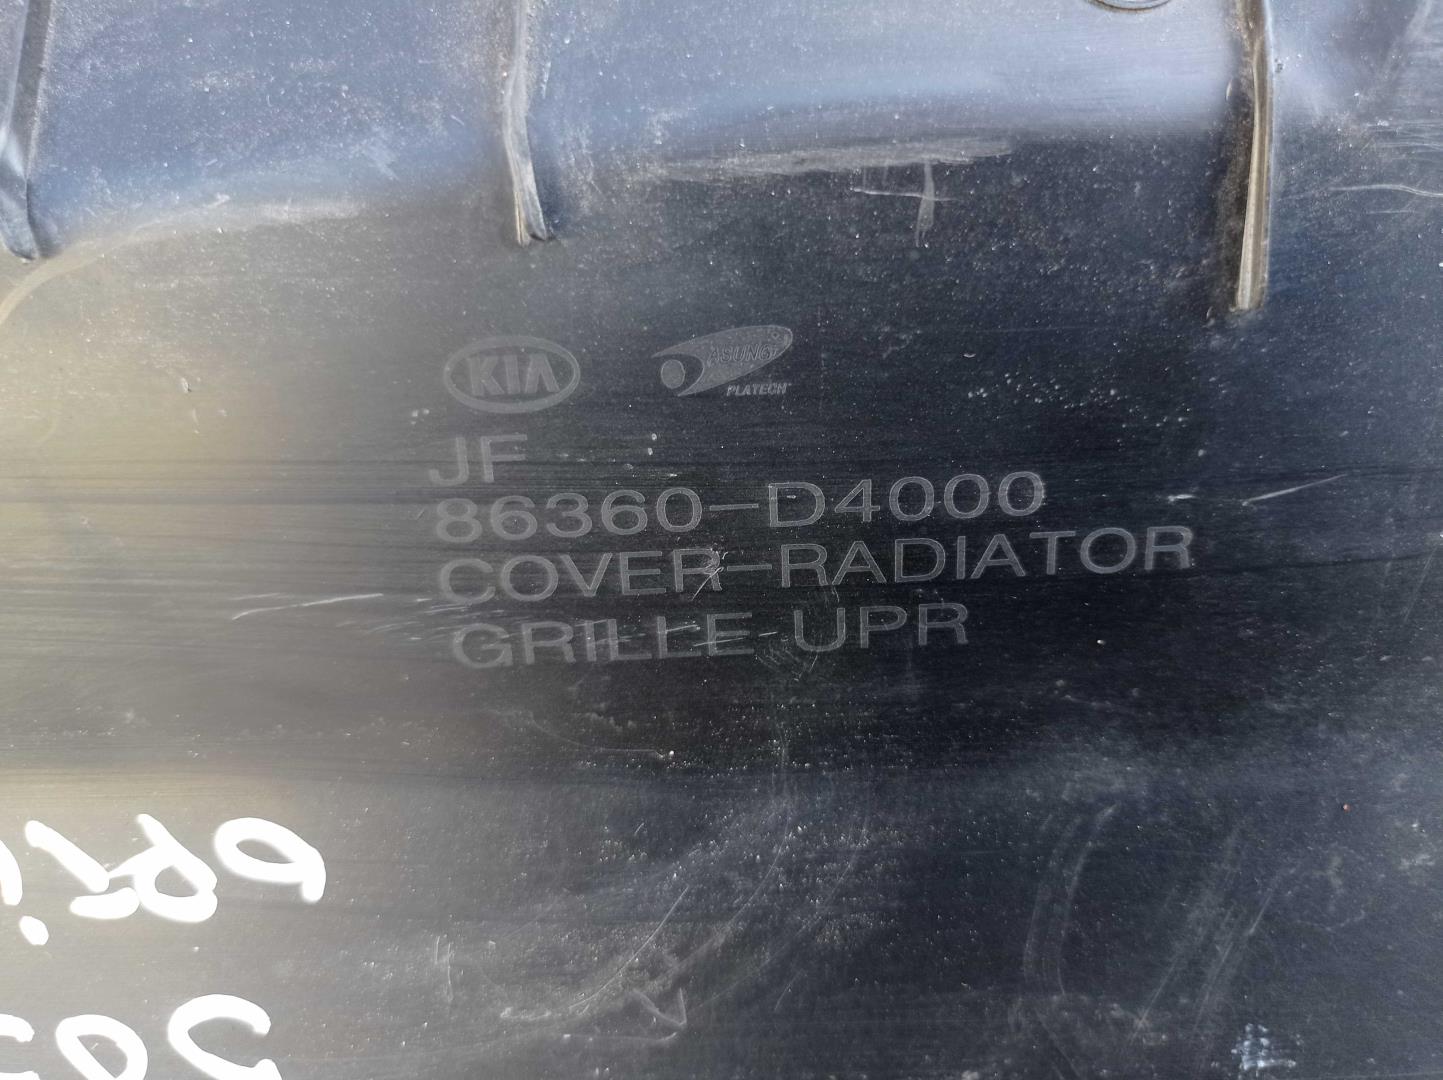 KIA ASUNG PLATECH
JF
86360-D4000
COVER-RADIATOR
GRILLE UPR